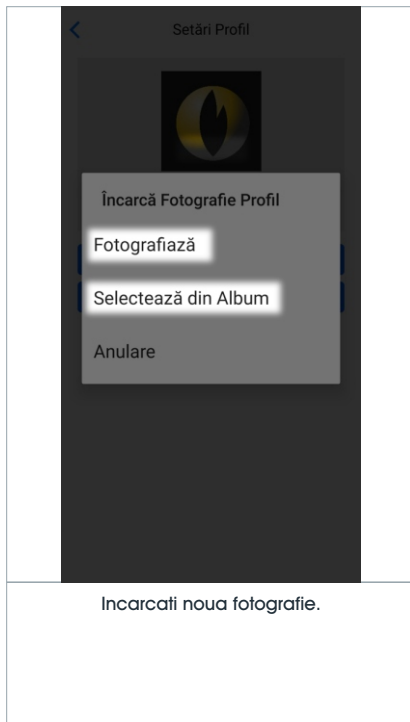 Setări Profil
Încarcă Fotografie Profil
Fotografiază
Selectează din Album
Anulare
Incarcati noua fotografie.